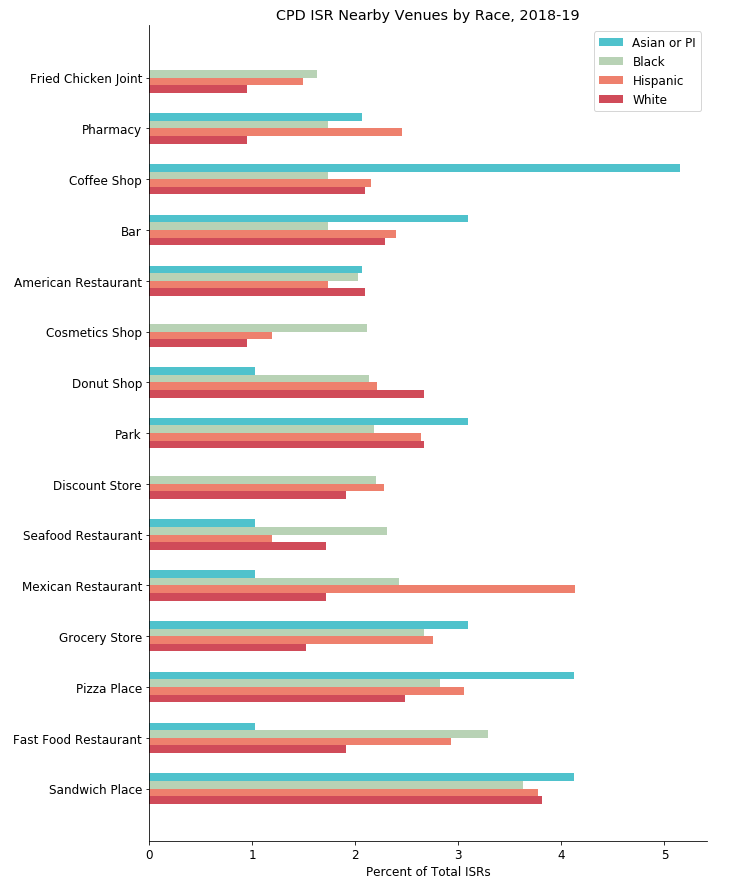 CPD ISR Nearby Venues by Race, 2018-19
Asian or PI
Black
Hispanic
White
Fried Chicken Joint
Pharmacy
Coffee Shop
Bar
American Restaurant
Cosmetics Shop
Donut Shop
Park
Discount Store
Seafood Restaurant
Mexican Restaurant
Grocery Store
Pizza Place
Fast Food Restaurant
Sandwich Place
0 1 2 3 4 5
Percent of Total ISRs